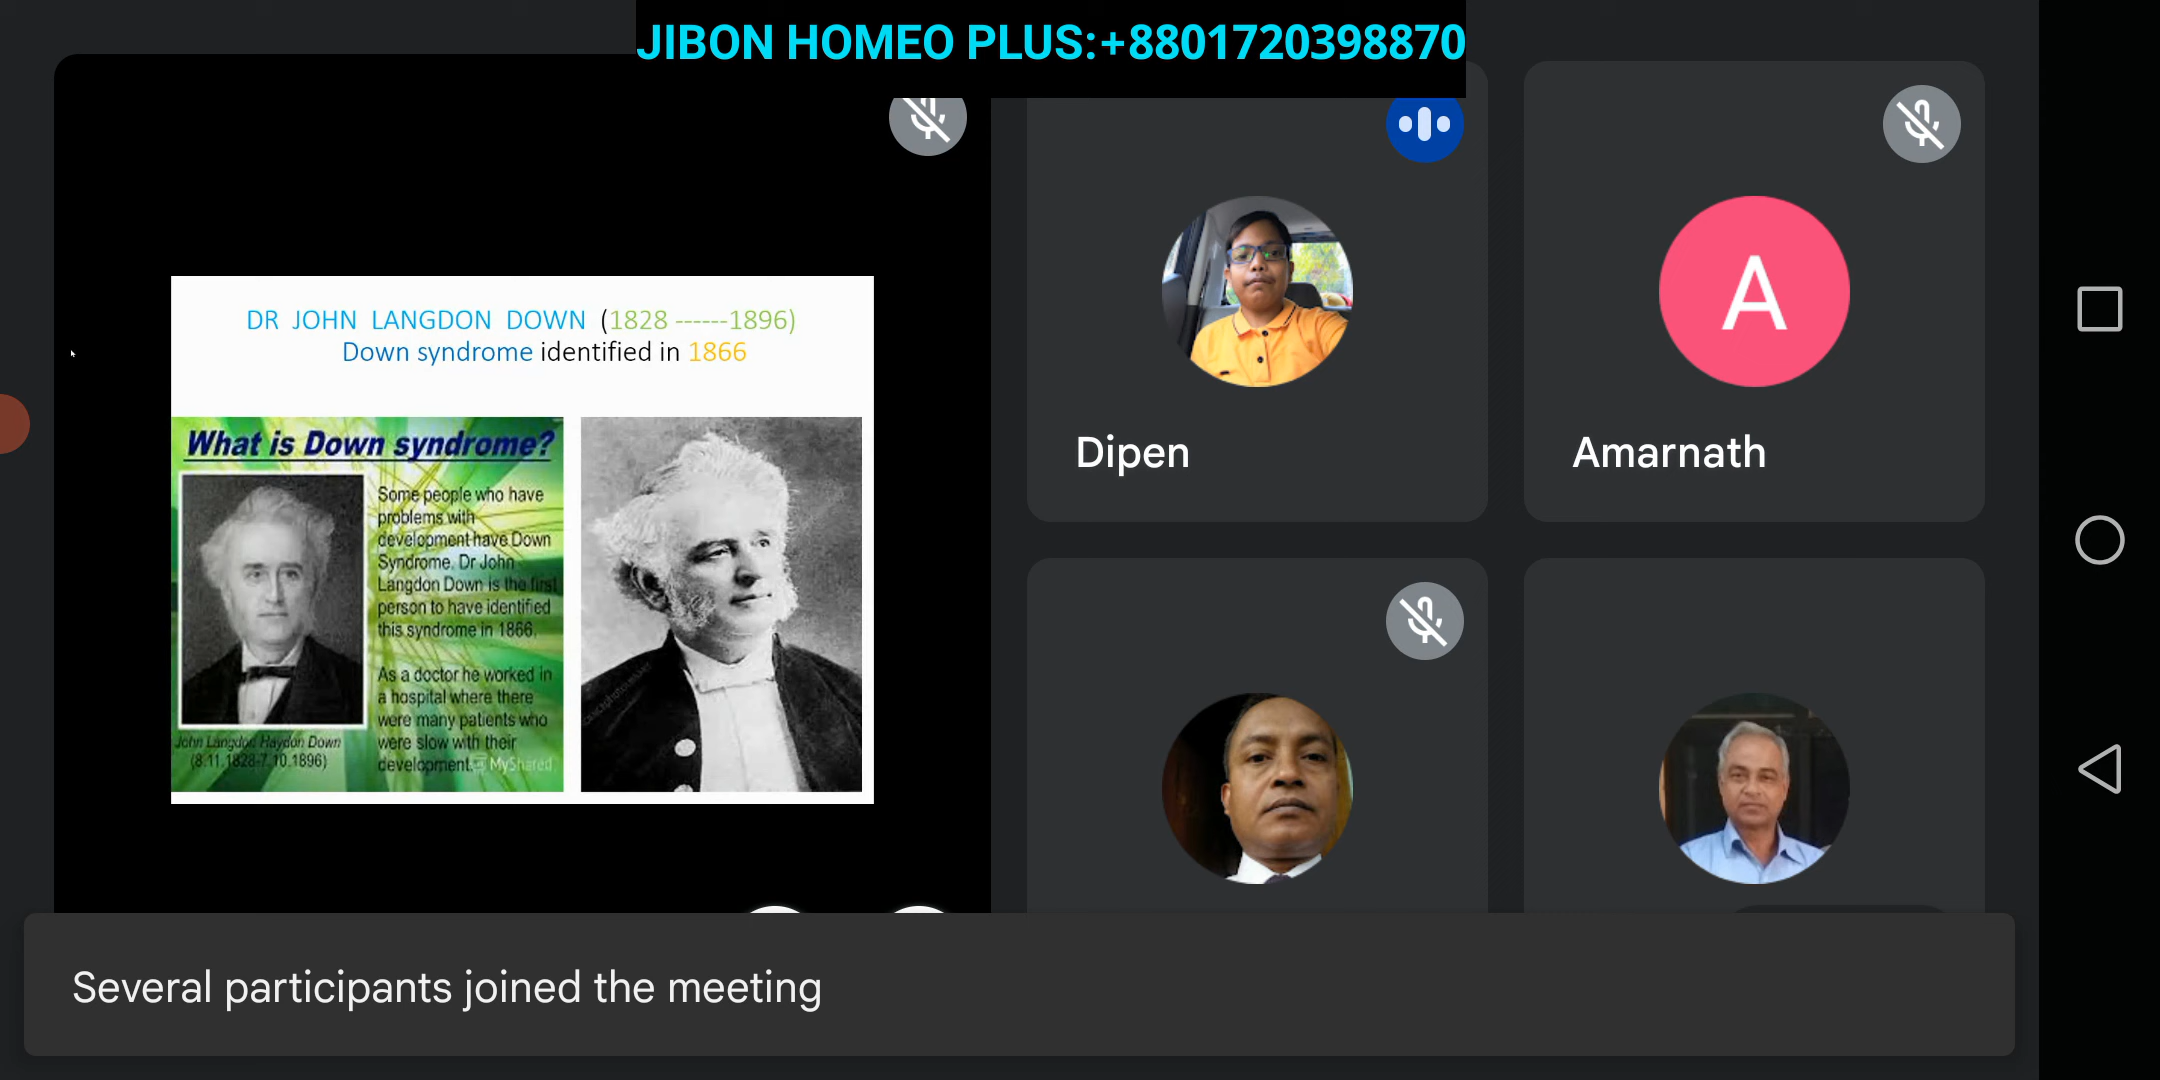 JIBON HOMEO PLUS:+8801720398870
DR JOHN LANGDON DOWN (1828 ------1896)
Down syndrome identified in 1866
What is Down syndrome?
Some people who have
problems with
development have Down
Syndrome. Dr John
Langdon Down is the first
person to have identified
this syndrome in 1866.
As a doctor he worked in
a hospital where there
were many patients who
were slow with their
development.
MyShared
John Langdon Haydon Down
(8.11.1828-7.10.1896)
Dipen
A
Amarnath
Several participants joined the meeting